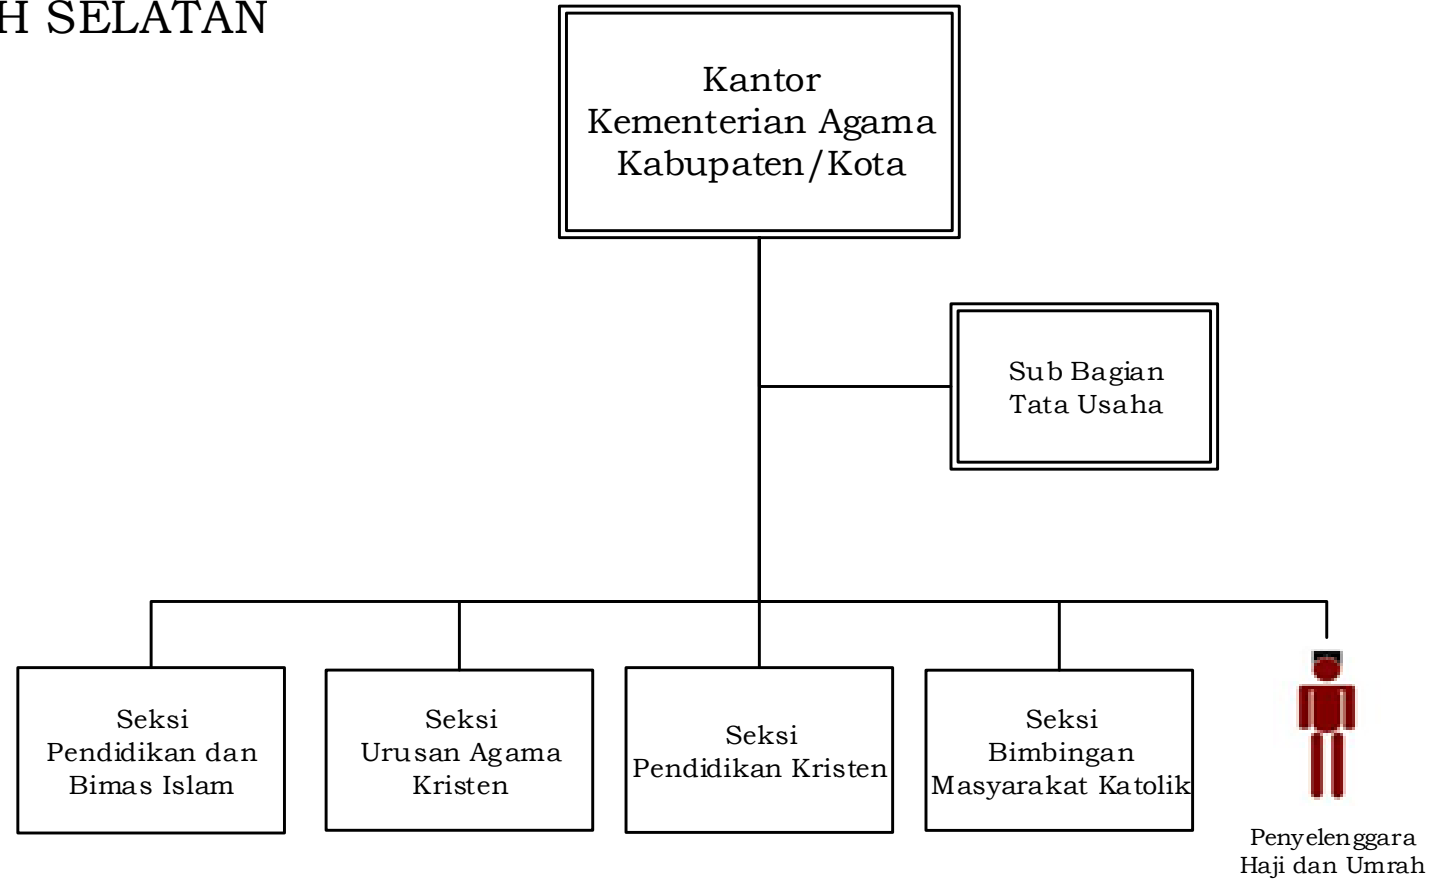 H SELATAN
Kantor
Kementerian Agama
Kabupaten/Kota
Sub Bagian
Tata Usaha
Seksi
Pendidikan dan
Bimas Islam
Seksi
Urusan Agama
Kristen
Seksi
Pendidikan Kristen
Seksi
Bimbingan
Masyarakat Katolik
Penyelenggara
Haji dan Umrah